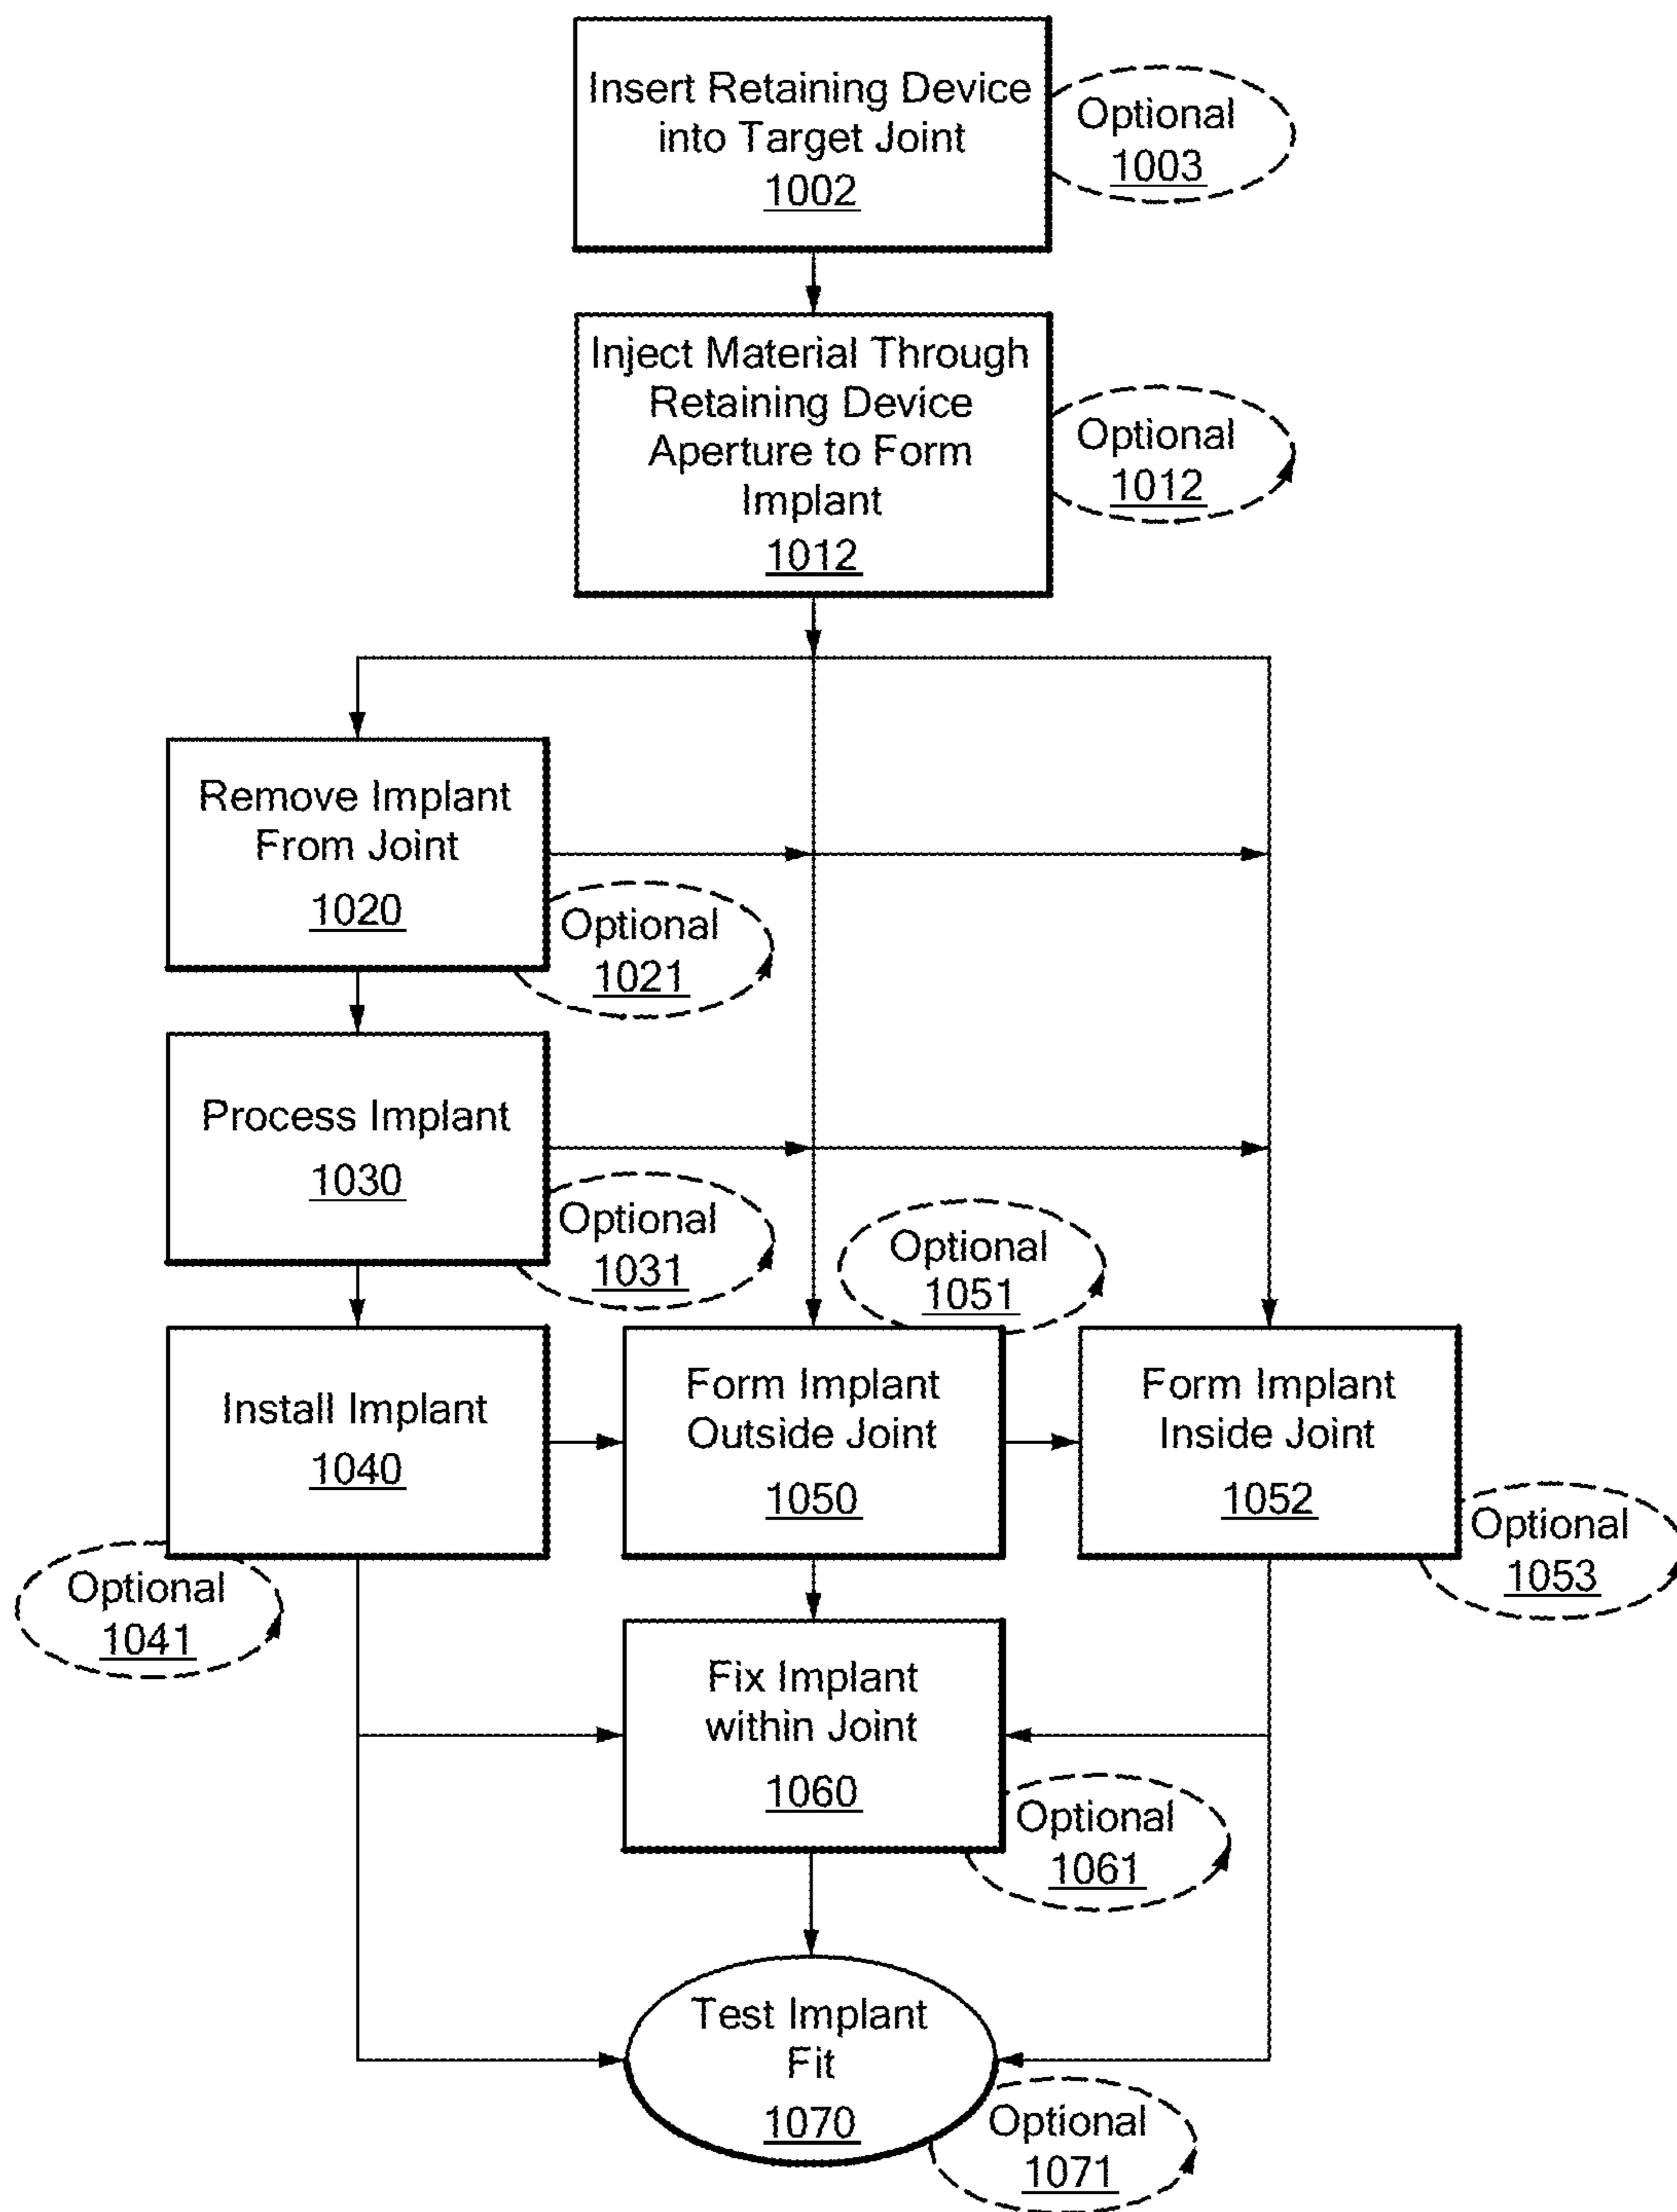 Insert Retaining Device
into Target Joint
1002
Optional
1003
Inject Material Through
Retaining Device
Aperture to Form
Implant
1012
Optional
1012
Remove Implant
From Joint
1020
Optional
1021
Process Implant
1030
Optional
1031
Optional
1051
Install Implant
1040
Optional
1041
Form Implant
Outside Joint
1050
Form Implant
Inside Joint
1052
Optional
1053
Fix Implant
within Joint
1060
Optional
1061
Test Implant
Fit
1070
Optional
1071